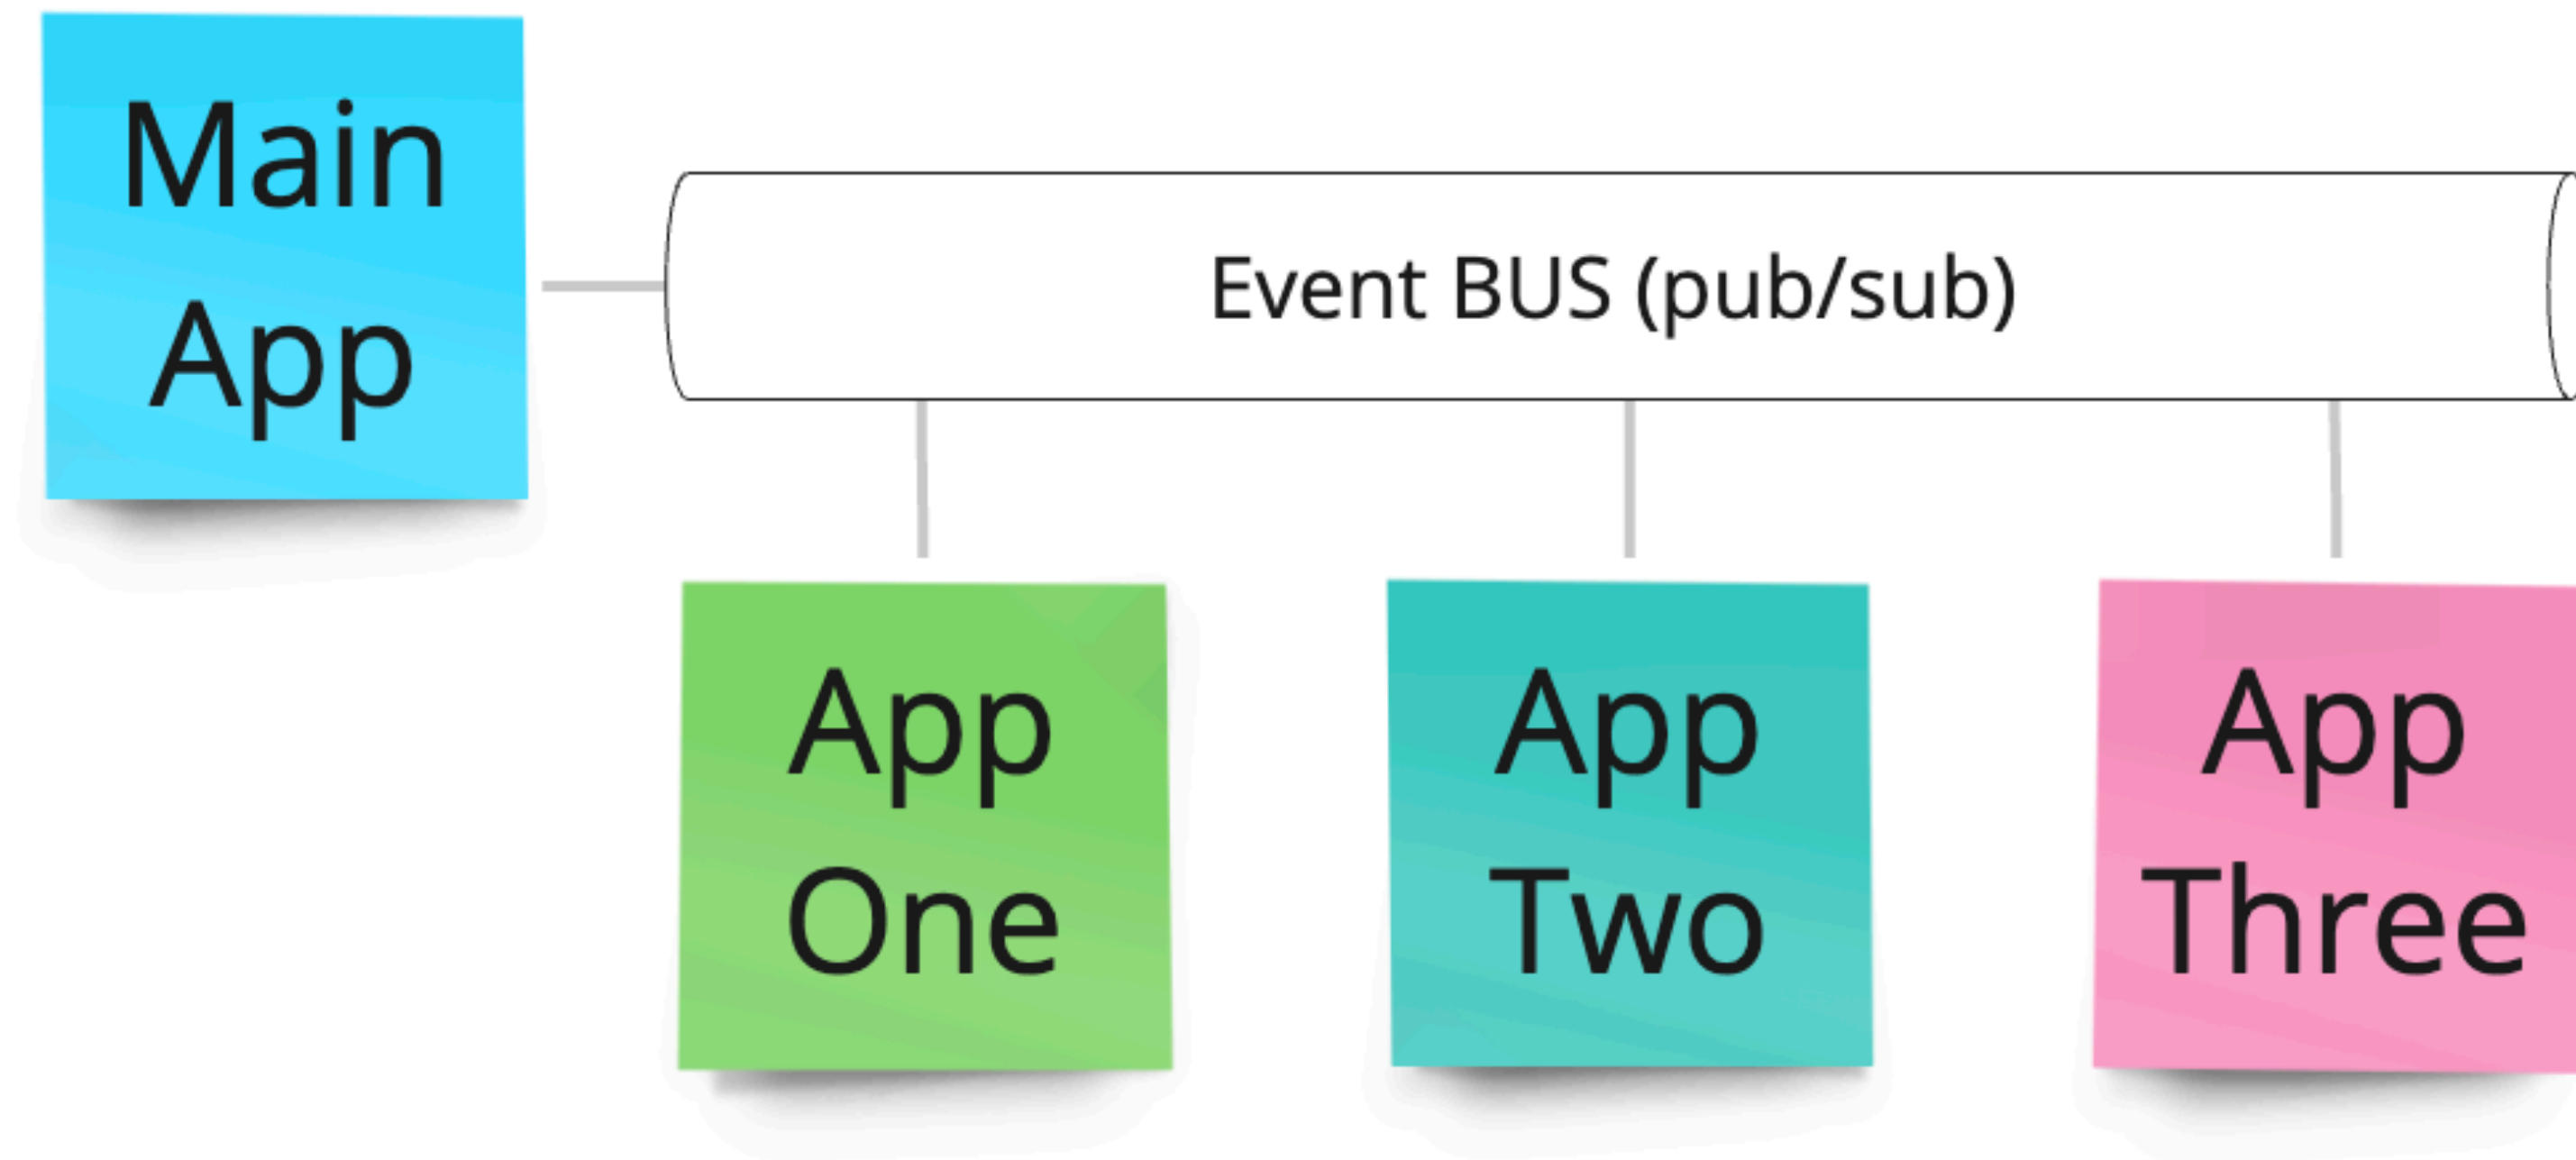 Main
App
Event BUS (pub/sub)
App
One
App
Two
App
Three